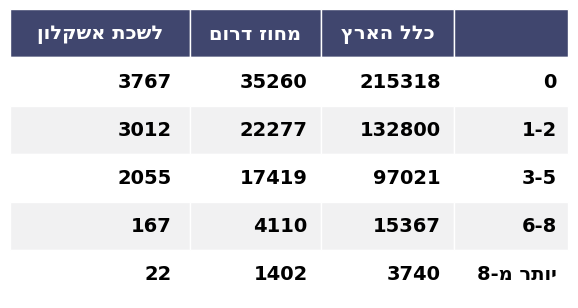 כלל הארץ מחוז דרום לשכת אשקלון
0 215318 35260 3767
1-2 132800 22277 3012
3-5 97021 17419 2055
6-8 15367 4110 167
יותר מ-8 3740 1402 22